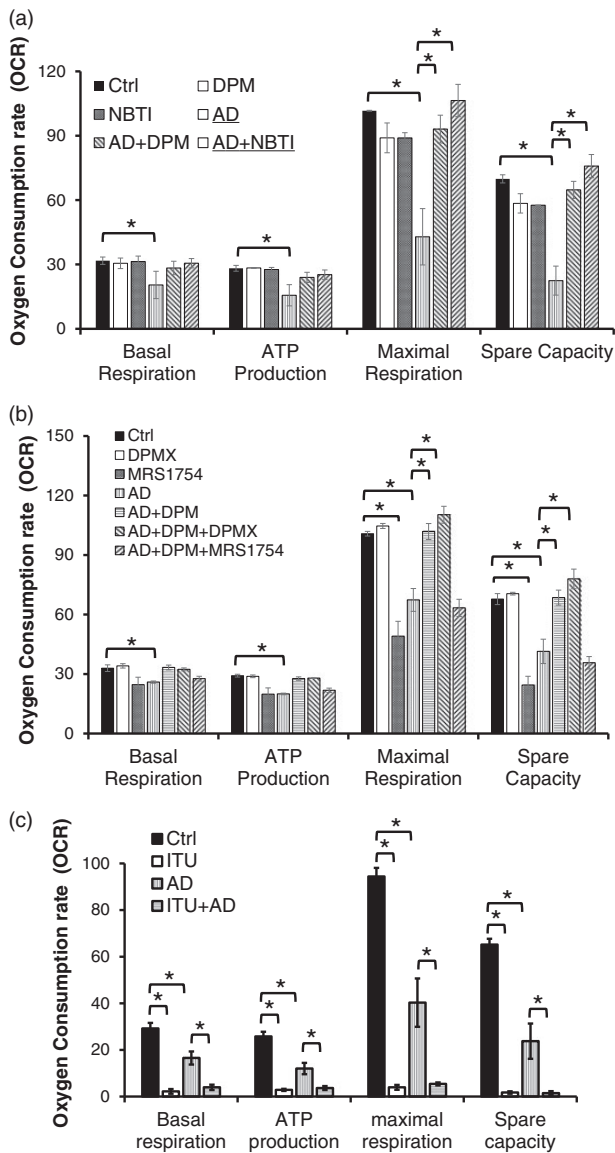 (a)
Oxygen Consumption rate (OCR)
120
90
60
30
0
Ctrl
DPM
NBTI
AD
AD+DPM
AD+NBTI
*
*
*
*
*
*
*
*
Basal
Respiration
ATP
Production
Maximal
Respiration
Spare Capacity
(b)
Oxygen Consumption rate (OCR)
150
120
90
60
30
0
Ctrl
DPMX
MRS1754
AD
AD+DPM
AD+DPM+DPMX
AD+DPM+MRS1754
*
*
*
*
*
*
*
*
*
*
Basal
Respiration
ATP
Production
Maximal
Respiration
Spare
Capacity
(c)
Oxygen Consumption rate (OCR)
100
80
60
40
20
0
Ctrl
ITU
AD
ITU+AD
*
*
*
*
*
*
*
*
*
*
*
*
Basal
respiration
ATP
production
maximal
respiration
Spare
capacity